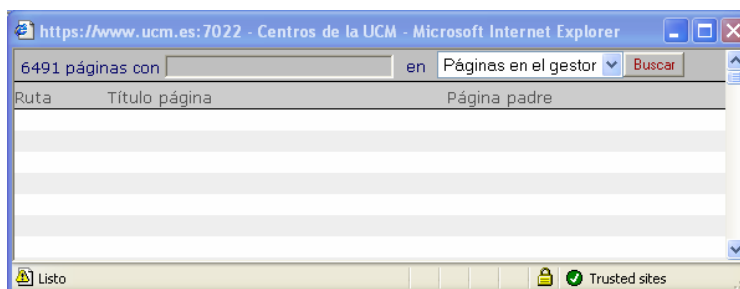 https://www.ucm.es:7022 - Centros de la UCM - Microsoft Internet Explorer
6491 páginas con en Páginas en el gestor Buscar
Ruta Título página Página padre
Listo Trusted sites